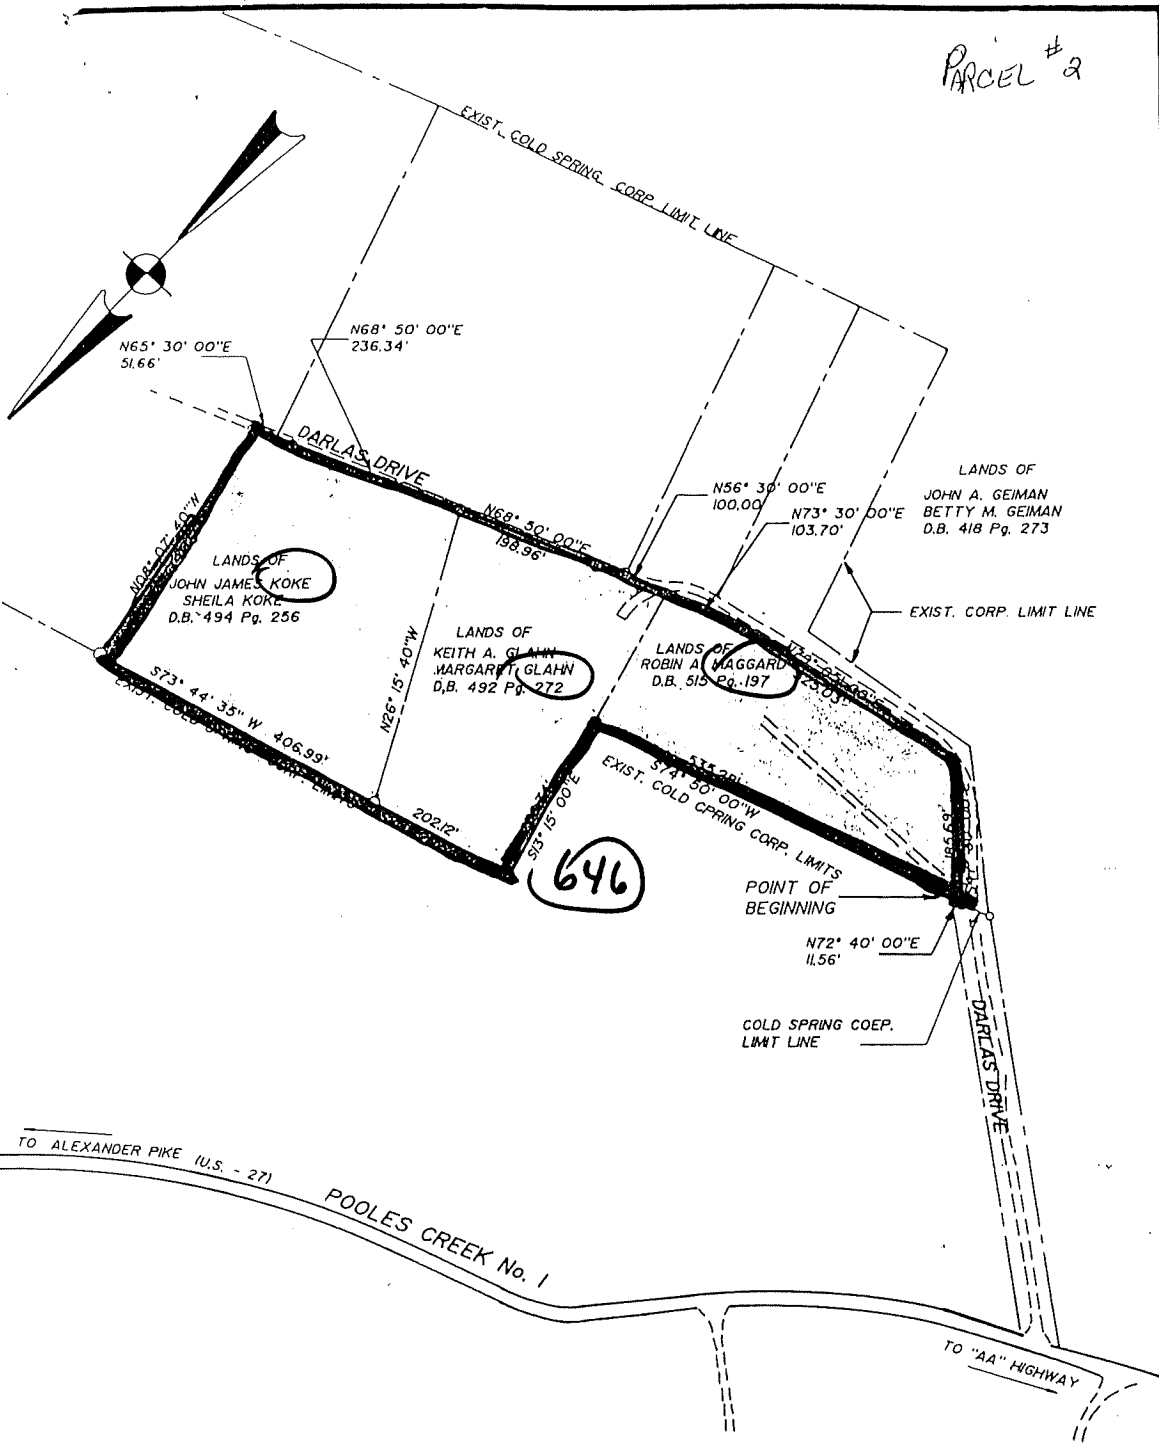 PARCEL #2
EXIST. COLD SPRING CORP. LIMIT LINE
N65° 30' 00"E
51.66'
N68° 50' 00"E
236.34'
DARLAS DRIVE
N68° 50' 00"E
198.96'
N56° 30' 00"E
100.00
N73° 30' 00"E
103.70'
LANDS OF
JOHN A. GEIMAN
BETTY M. GEIMAN
D.B. 418 Pg. 273
EXIST. CORP. LIMIT LINE
N08° 07' 40"
LANDS OF
JOHN JAMES KOKE
SHEILA KOKE
D.B. 494 Pg. 256
N26° 15' 40"W
LANDS OF
KEITH A. GLAHN
MARGARET GLAHN
D.B. 492 Pg. 272
LANDS OF
ROBIN A. MAGGARD
D.B. 515 Pg. 197
S73° 44' 35" W 406.99'
EXIST. COLD
202.12'
S13° 15' 00"E
S74° 50' 00"W
EXIST. COLD CPRING CORP. LIMITS
185.69'
646
POINT OF
BEGINNING
N72° 40' 00"E
11.56'
COLD SPRING COEP.
LIMIT LINE
DARLAS DRIVE
TO ALEXANDER PIKE (U.S. - 27)
POOLES CREEK No. 1
TO "AA" HIGHWAY